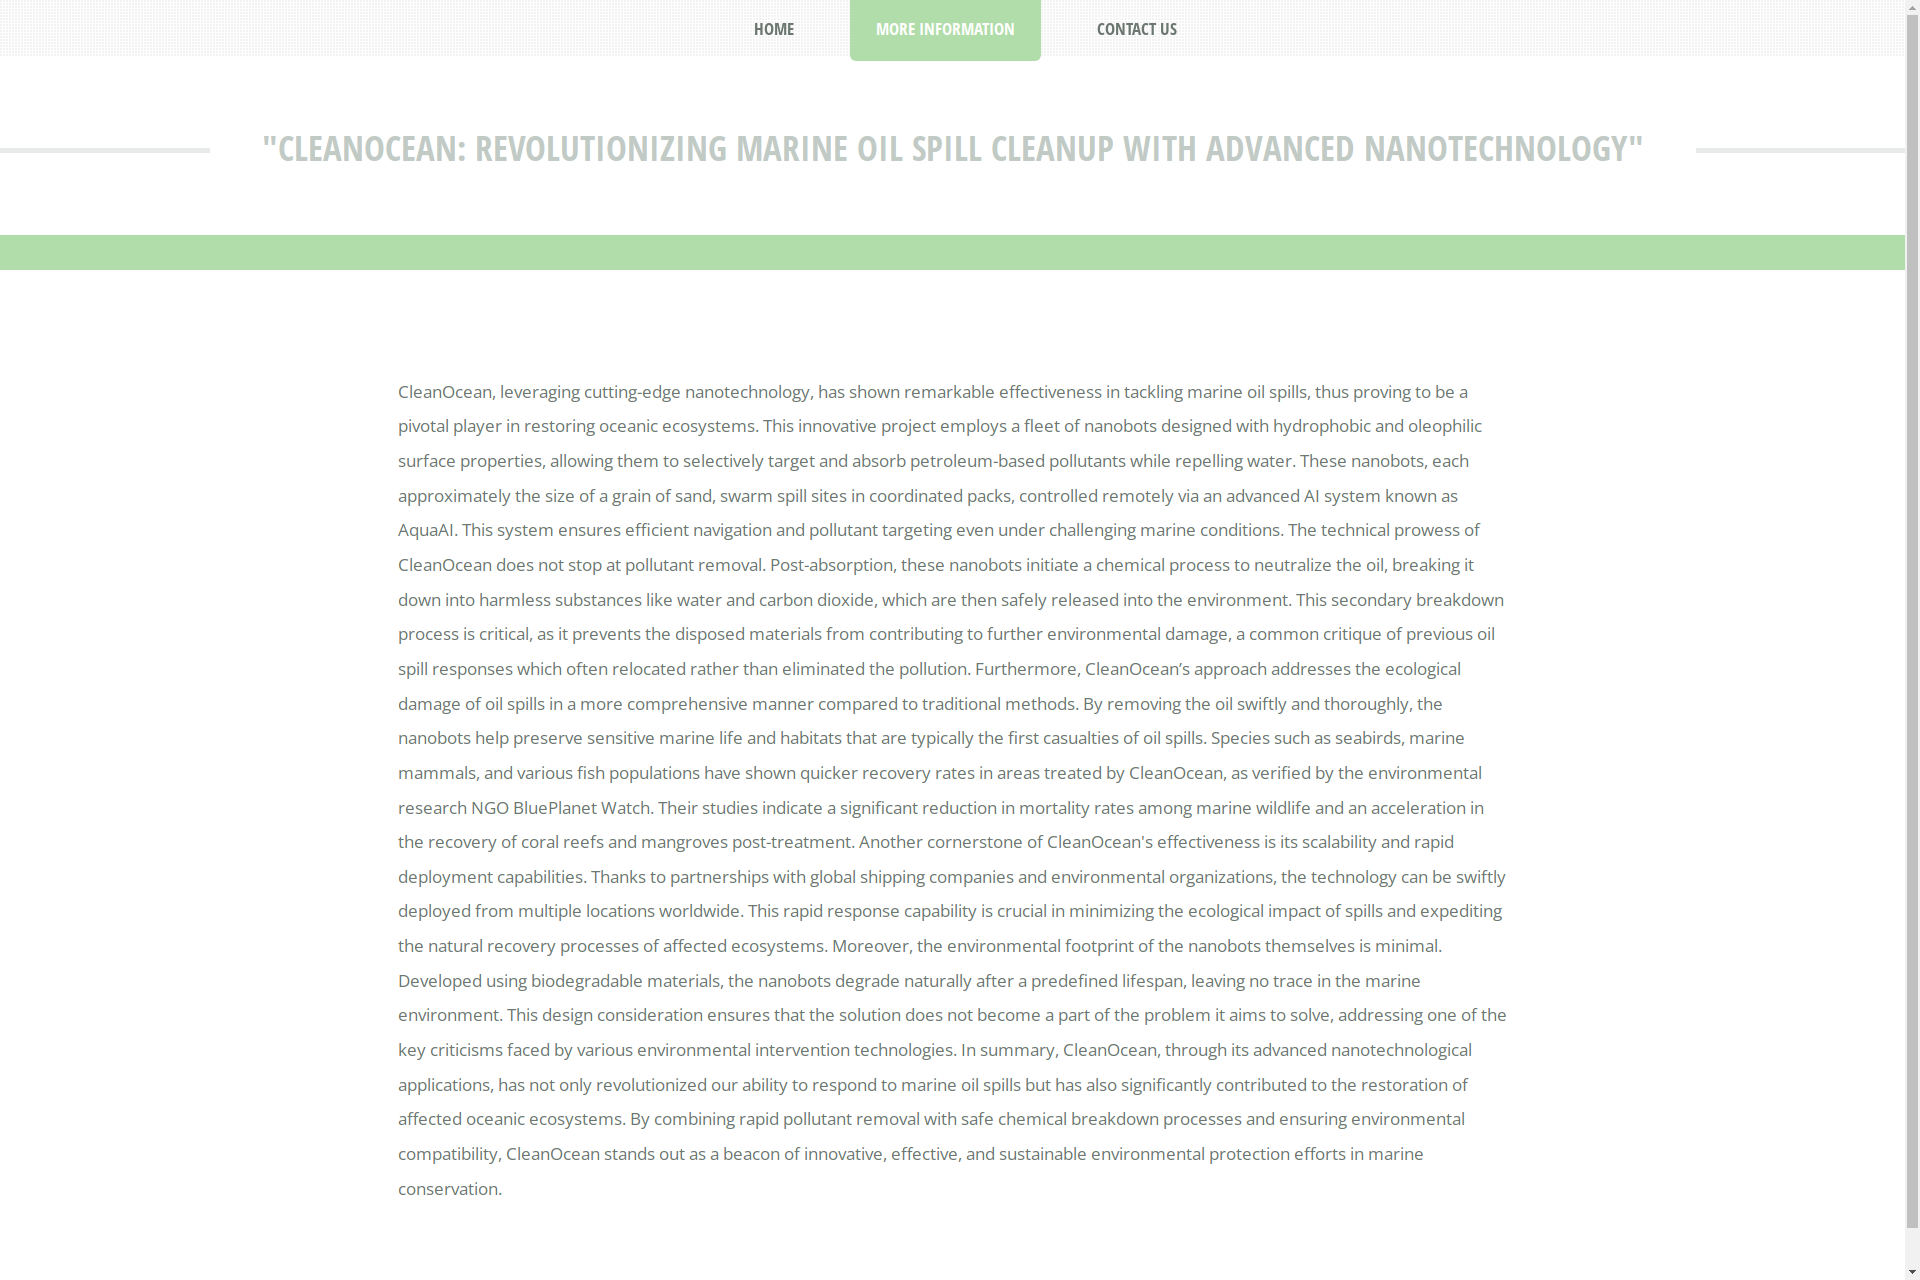 HOME
MORE INFORMATION
CONTACT US
"CLEANOCEAN: REVOLUTIONIZING MARINE OIL SPILL CLEANUP WITH ADVANCED NANOTECHNOLOGY"
CleanOcean, leveraging cutting-edge nanotechnology, has shown remarkable effectiveness in tackling marine oil spills, thus proving to be a
pivotal player in restoring oceanic ecosystems. This innovative project employs a fleet of nanobots designed with hydrophobic and oleophilic
surface properties, allowing them to selectively target and absorb petroleum-based pollutants while repelling water. These nanobots, each
approximately the size of a grain of sand, swarm spill sites in coordinated packs, controlled remotely via an advanced AI system known as
AquaAI. This system ensures efficient navigation and pollutant targeting even under challenging marine conditions. The technical prowess of
CleanOcean does not stop at pollutant removal. Post-absorption, these nanobots initiate a chemical process to neutralize the oil, breaking it
down into harmless substances like water and carbon dioxide, which are then safely released into the environment. This secondary breakdown
process is critical, as it prevents the disposed materials from contributing to further environmental damage, a common critique of previous oil
spill responses which often relocated rather than eliminated the pollution. Furthermore, CleanOcean’s approach addresses the ecological
damage of oil spills in a more comprehensive manner compared to traditional methods. By removing the oil swiftly and thoroughly, the
nanobots help preserve sensitive marine life and habitats that are typically the first casualties of oil spills. Species such as seabirds, marine
mammals, and various fish populations have shown quicker recovery rates in areas treated by CleanOcean, as verified by the environmental
research NGO BluePlanet Watch. Their studies indicate a significant reduction in mortality rates among marine wildlife and an acceleration in
the recovery of coral reefs and mangroves post-treatment. Another cornerstone of CleanOcean's effectiveness is its scalability and rapid
deployment capabilities. Thanks to partnerships with global shipping companies and environmental organizations, the technology can be swiftly
deployed from multiple locations worldwide. This rapid response capability is crucial in minimizing the ecological impact of spills and expediting
the natural recovery processes of affected ecosystems. Moreover, the environmental footprint of the nanobots themselves is minimal.
Developed using biodegradable materials, the nanobots degrade naturally after a predefined lifespan, leaving no trace in the marine
environment. This design consideration ensures that the solution does not become a part of the problem it aims to solve, addressing one of the
key criticisms faced by various environmental intervention technologies. In summary, CleanOcean, through its advanced nanotechnological
applications, has not only revolutionized our ability to respond to marine oil spills but has also significantly contributed to the restoration of
affected oceanic ecosystems. By combining rapid pollutant removal with safe chemical breakdown processes and ensuring environmental
compatibility, CleanOcean stands out as a beacon of innovative, effective, and sustainable environmental protection efforts in marine
conservation.